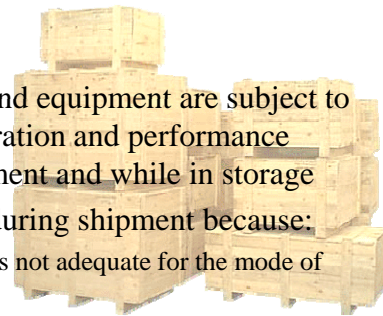 nd equipment are subject to
ration and performance
ment and while in storage
during shipment because:
s not adequate for the mode of